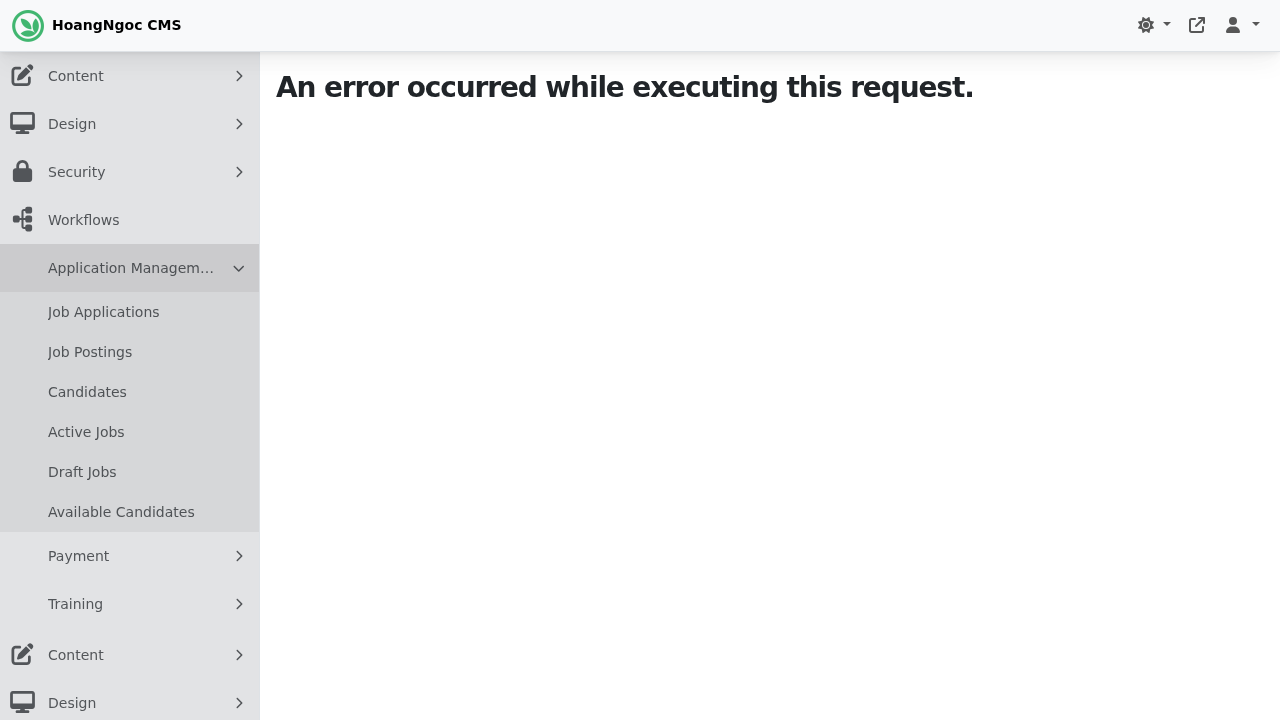 HoangNgoc CMS
Content
Design
Security
Workflows
Application Managem...
Job Applications
Job Postings
Candidates
Active Jobs
Draft Jobs
Available Candidates
Payment
Training
Content
Design
An error occurred while executing this request.